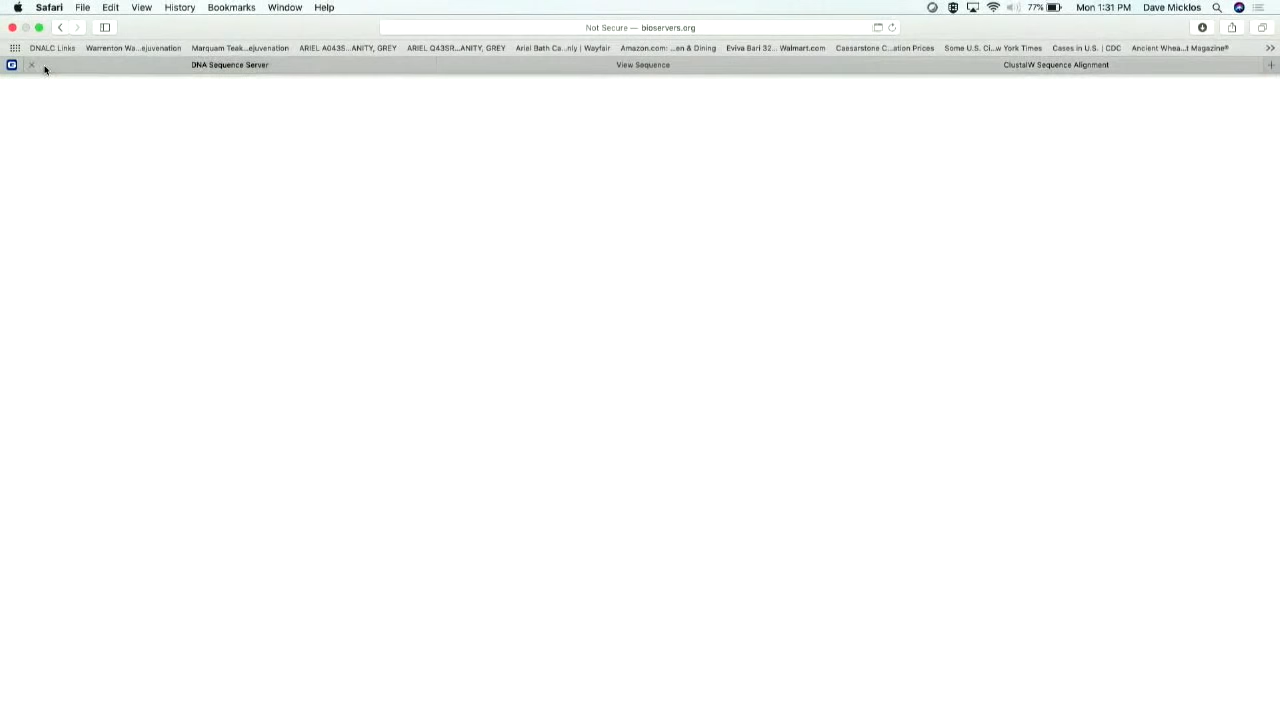 Safari File Edit View History Bookmarks Window Help 77% Mon 1:31 PM Dave Micklos
Not Secure — bioservers.org
DNALC Links Warrenton Wa...ejuvenation Marquam Teak...ejuvenation ARIEL A043S...ANITY, GREY ARIEL Q43SR...ANITY, GREY Ariel Bath Ca...nly | Wayfair Amazon.com: ...en & Dining Eviva Bari 32... Walmart.com Caesarstone C...ation Prices Some U.S. Ci...w York Times Cases in U.S. | CDC Ancient Whea...t Magazine®
DNA Sequence Server View Sequence ClustalW Sequence Alignment